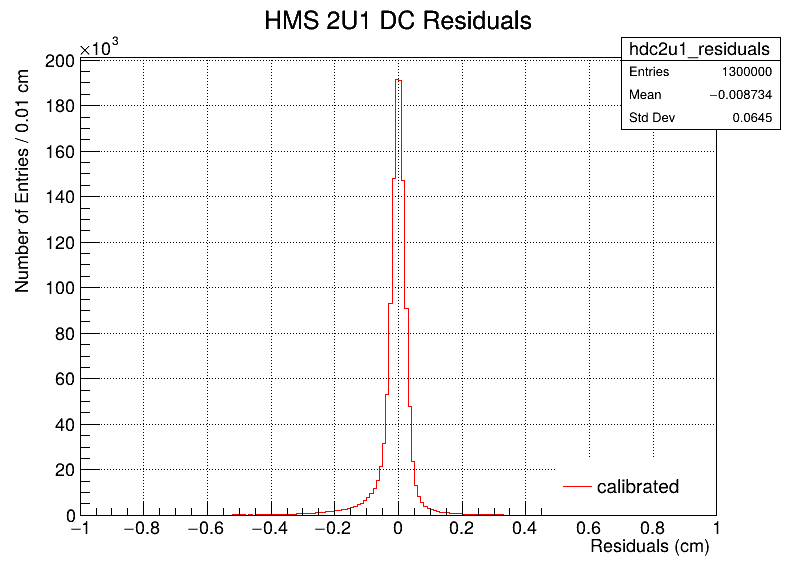 HMS 2U1 DC Residuals
×10³
hdc2u1_residuals
Entries 1300000
Mean −0.008734
Std Dev 0.0645
Number of Entries / 0.01 cm
200
180
160
140
120
100
80
60
40
20
0
calibrated
−1 −0.8 −0.6 −0.4 −0.2 0 0.2 0.4 0.6 0.8 1
Residuals (cm)